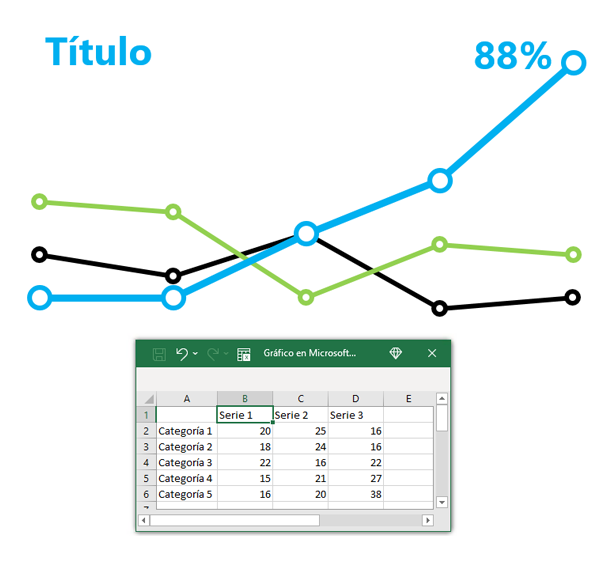 Título
88%
Gráfico en Microsoft...
A B C D E
1 Serie 1 Serie 2 Serie 3
2 Categoría 1 20 25 16
3 Categoría 2 18 24 16
4 Categoría 3 22 16 22
5 Categoría 4 15 21 27
6 Categoría 5 16 20 38